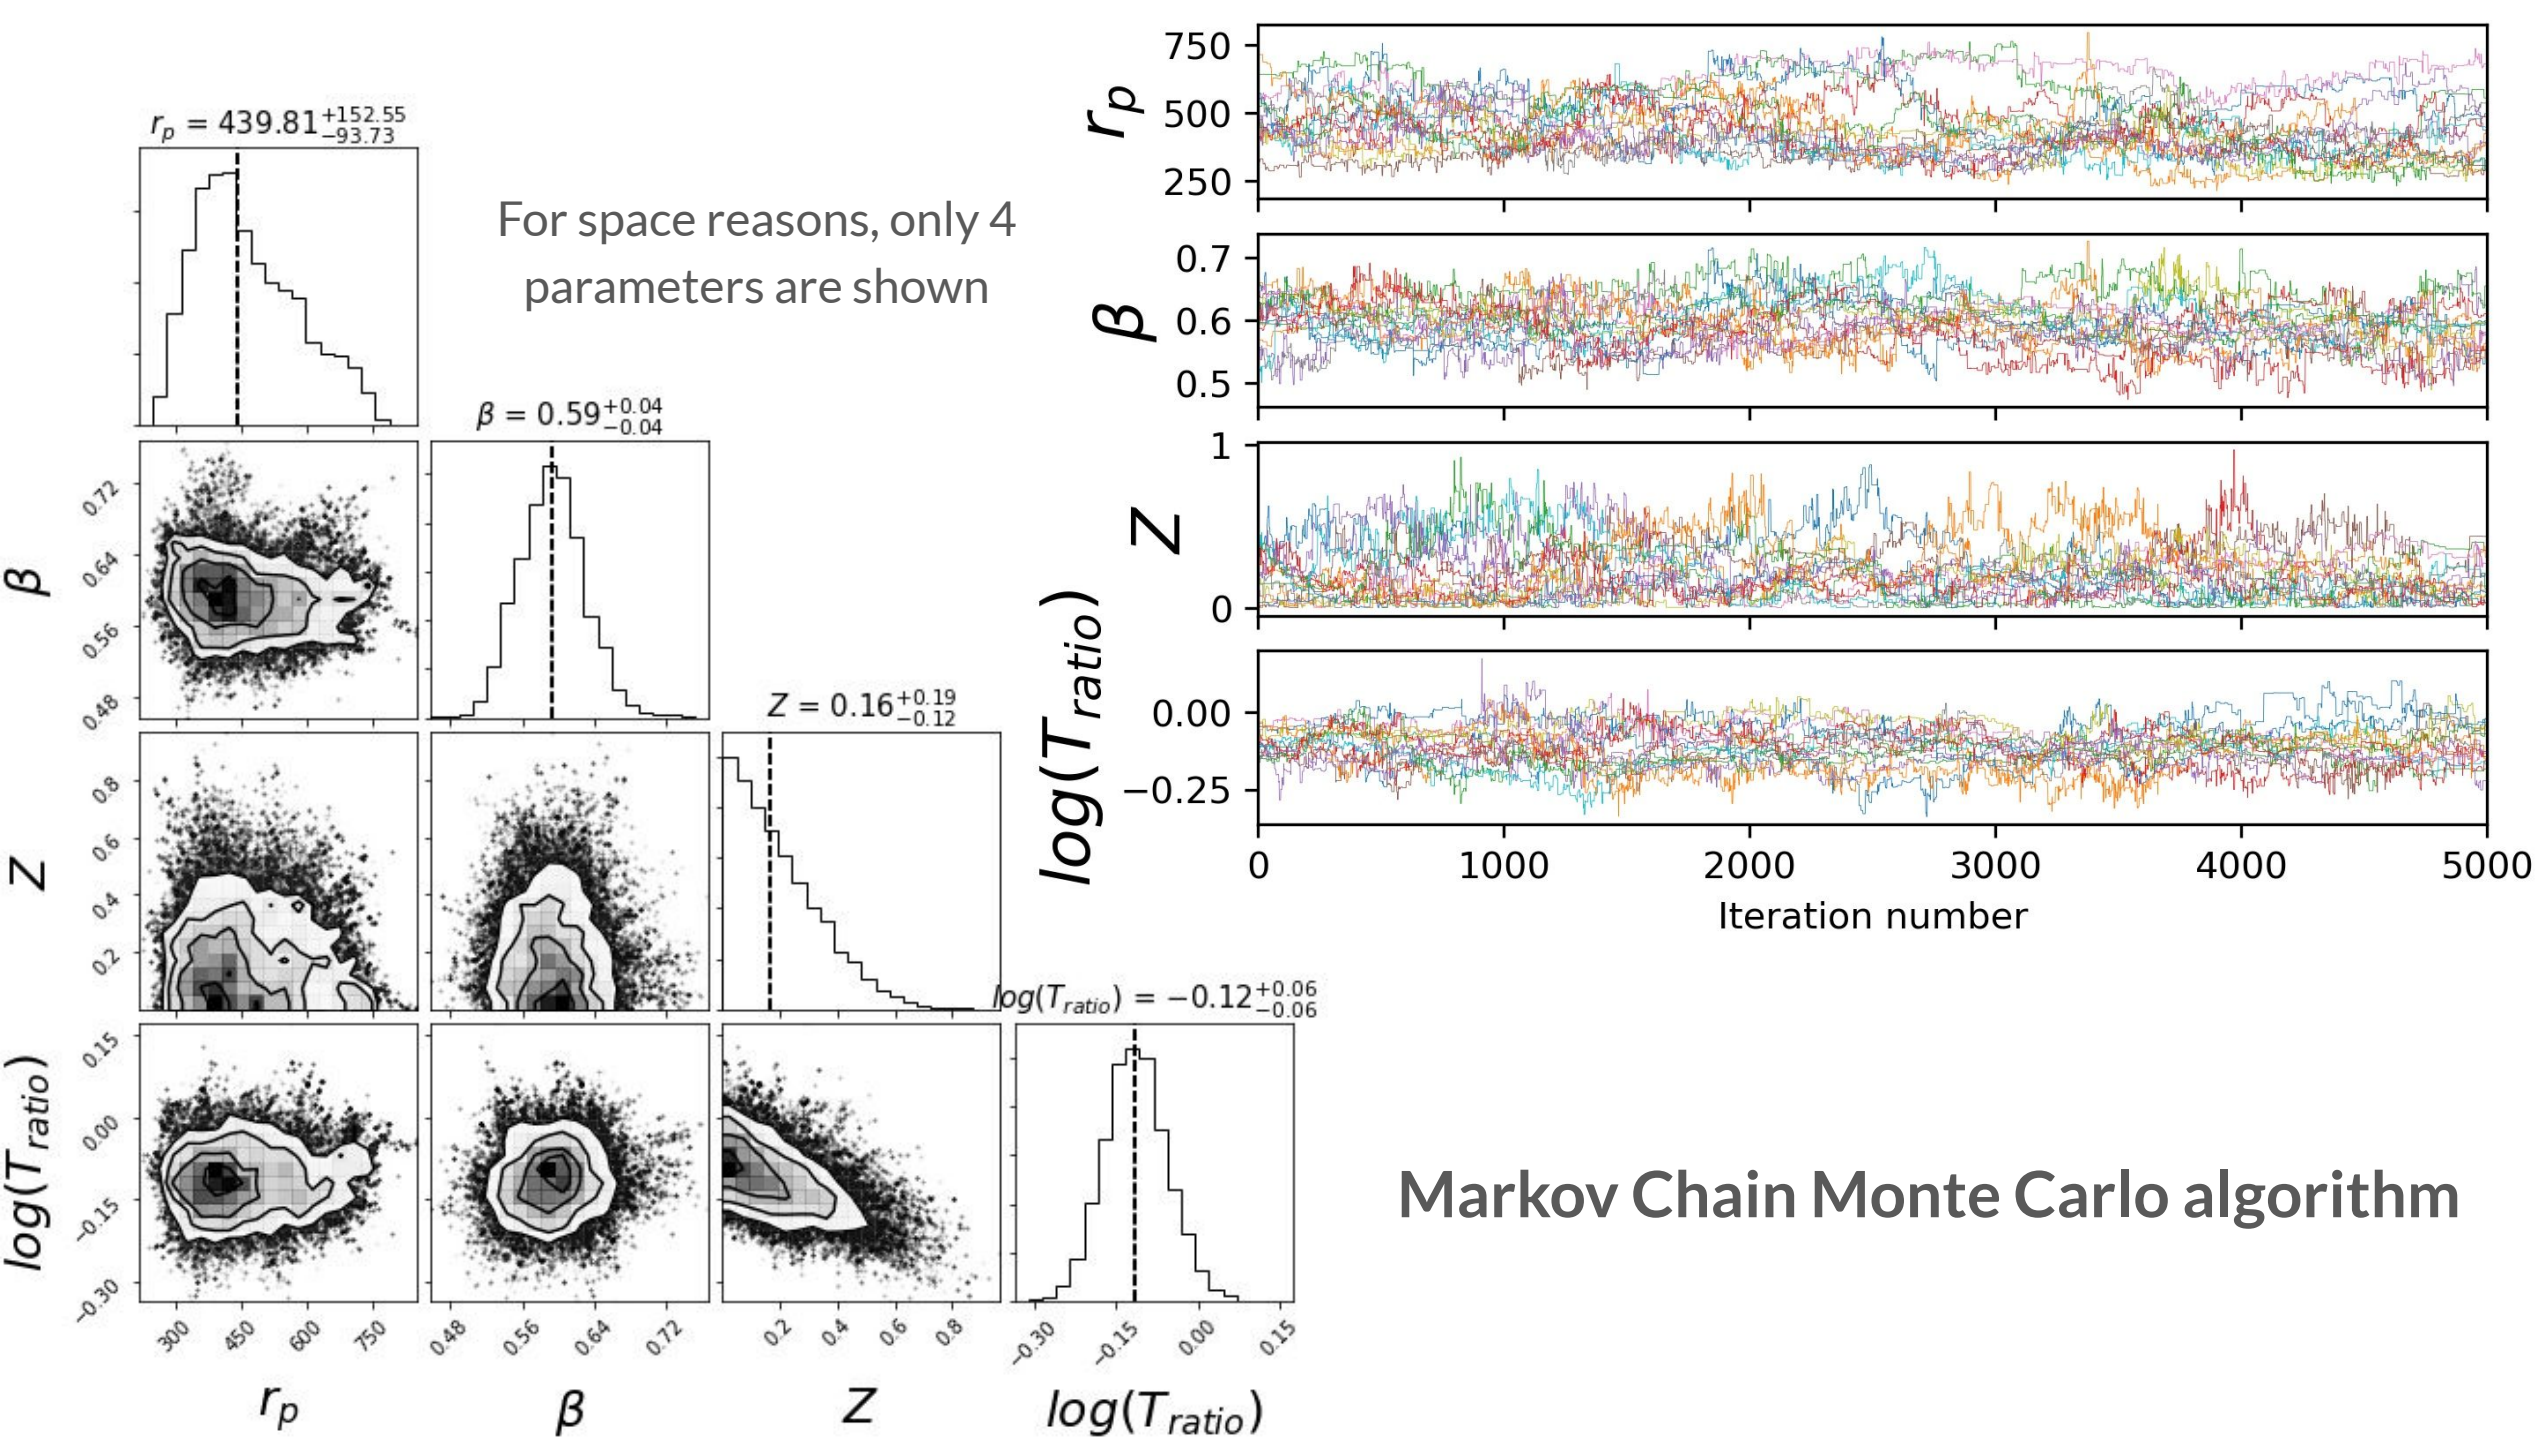 r_p = 439.81 +152.55 −93.73
For space reasons, only 4
parameters are shown
β = 0.59 +0.04 −0.04
β
0.72
0.64
0.56
0.48
Z = 0.16 +0.19 −0.12
Z
0.8
0.6
0.4
0.2
log(T_ratio) = −0.12 +0.06 −0.06
log(T_ratio)
0.15
0.00
−0.15
−0.30
300 450 600 750
0.48 0.56 0.64 0.72
0.2 0.4 0.6 0.8
−0.30 −0.15 0.00 0.15
r_p β Z log(T_ratio)
r_p
750
500
250
β
0.7
0.6
0.5
Z
1
0
log(T_ratio)
0.00
−0.25
0 1000 2000 3000 4000 5000
Iteration number
Markov Chain Monte Carlo algorithm